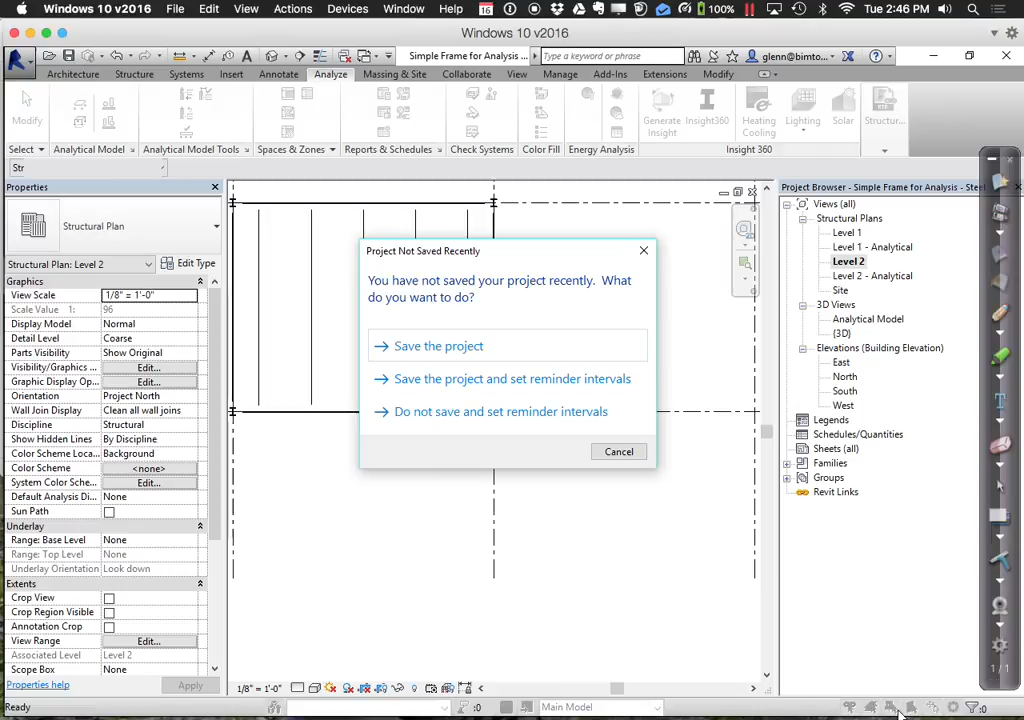 Windows 10 v2016 File Edit View Actions Devices Window Help 16 100% Tue 2:46 PM
Windows 10 v2016
Simple Frame for Analysis ... Type a keyword or phrase glenn@bimto...
Architecture Structure Systems Insert Annotate Analyze Massing & Site Collaborate View Manage Add-Ins Extensions Modify
Modify Generate Insight Insight360 Heating Cooling Lighting Solar Structur...
Select Analytical Model Analytical Model Tools Spaces & Zones Reports & Schedules Check Systems Color Fill Energy Analysis Insight 360
Str
Properties
Structural Plan
Structural Plan: Level 2 Edit Type
Graphics
View Scale 1/8" = 1'-0"
Scale Value 1: 96
Display Model Normal
Detail Level Coarse
Parts Visibility Show Original
Visibility/Graphics ... Edit...
Graphic Display Op... Edit...
Orientation Project North
Wall Join Display Clean all wall joins
Discipline Structural
Show Hidden Lines By Discipline
Color Scheme Loca... Background
Color Scheme <none>
System Color Sche... Edit...
Default Analysis Di... None
Sun Path
Underlay
Range: Base Level None
Range: Top Level None
Underlay Orientation Look down
Extents
Crop View
Crop Region Visible
Annotation Crop
View Range Edit...
Associated Level Level 2
Scope Box None
Properties help Apply
Project Not Saved Recently
You have not saved your project recently. What
do you want to do?
Save the project
Save the project and set reminder intervals
Do not save and set reminder intervals
Cancel
Project Browser - Simple Frame for Analysis - Steel
Views (all)
Structural Plans
Level 1
Level 1 - Analytical
Level 2
Level 2 - Analytical
Site
3D Views
Analytical Model
{3D}
Elevations (Building Elevation)
East
North
South
West
Legends
Schedules/Quantities
Sheets (all)
Families
Groups
Revit Links
1 / 1
1/8" = 1'-0"
Ready :0 Main Model :0